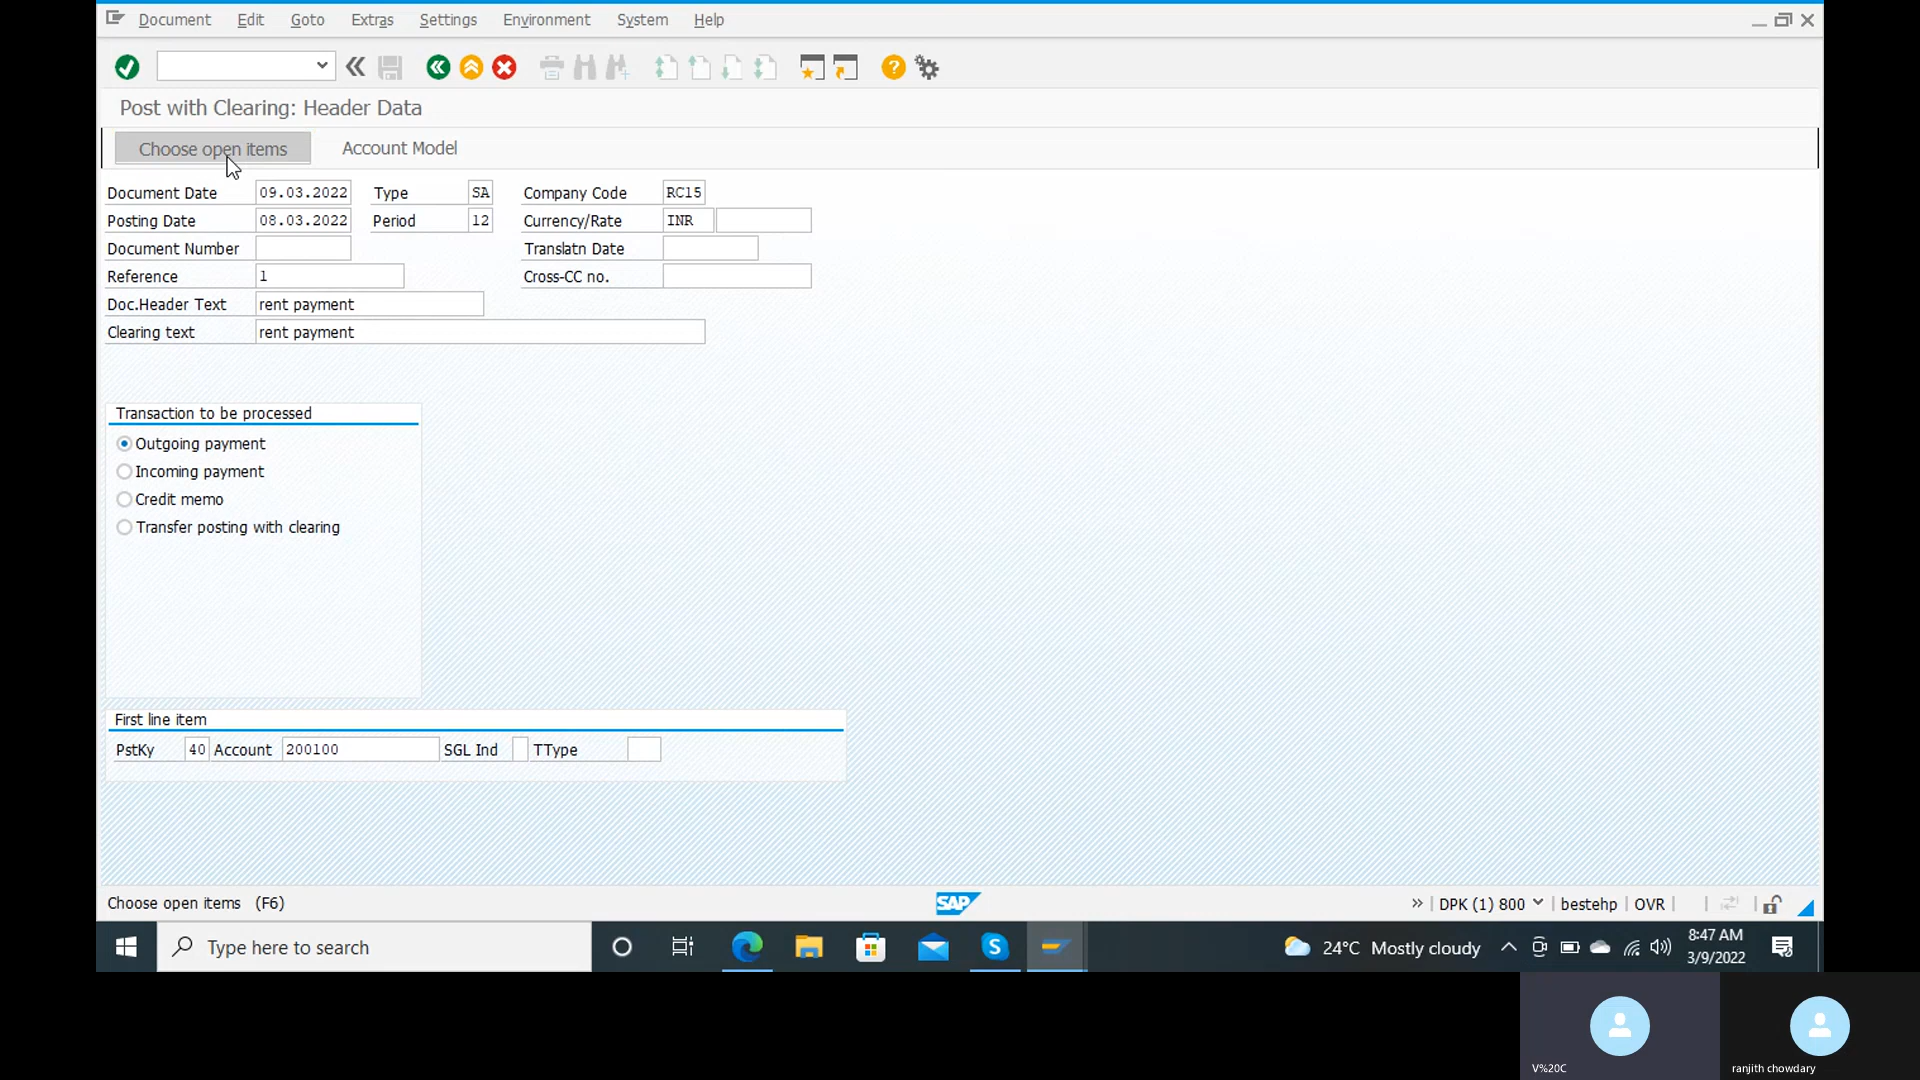 Document Edit Goto Extras Settings Environment System Help
Post with Clearing: Header Data
Choose open items Account Model
Document Date 09.03.2022 Type SA Company Code RC15
Posting Date 08.03.2022 Period 12 Currency/Rate INR
Document Number Translatn Date
Reference 1 Cross-CC no.
Doc.Header Text rent payment
Clearing text rent payment
Transaction to be processed
Outgoing payment
Incoming payment
Credit memo
Transfer posting with clearing
First line item
PstKy 40 Account 200100 SGL Ind TType
Choose open items (F6) SAP » DPK (1) 800 bestehp OVR
Type here to search 24°C Mostly cloudy 8:47 AM
3/9/2022
V%20C ranjith chowdary